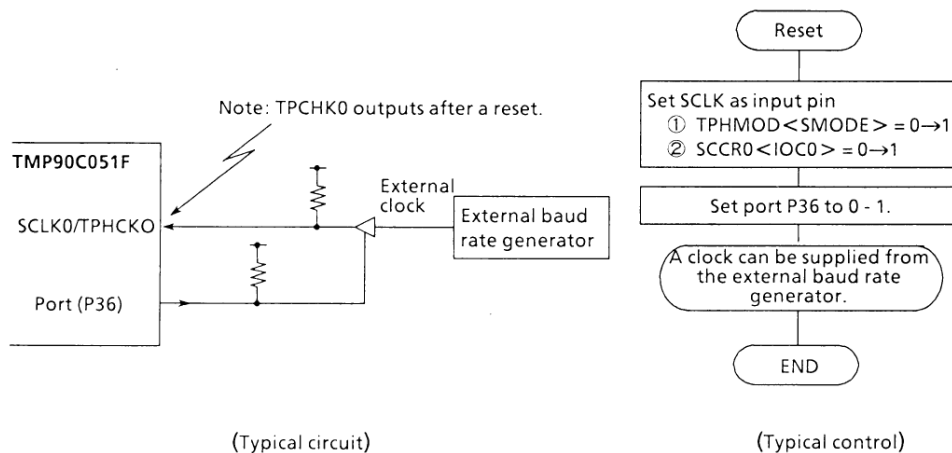 Note: TPCHK0 outputs after a reset.
TMP90C051F
SCLK0/TPHCKO
External
clock
External baud
rate generator
Port (P36)
(Typical circuit)
Reset
Set SCLK as input pin
① TPHMOD<SMODE> = 0→1
② SCCR0<IOC0> = 0→1
Set port P36 to 0 - 1.
A clock can be supplied from
the external baud rate
generator.
END
(Typical control)